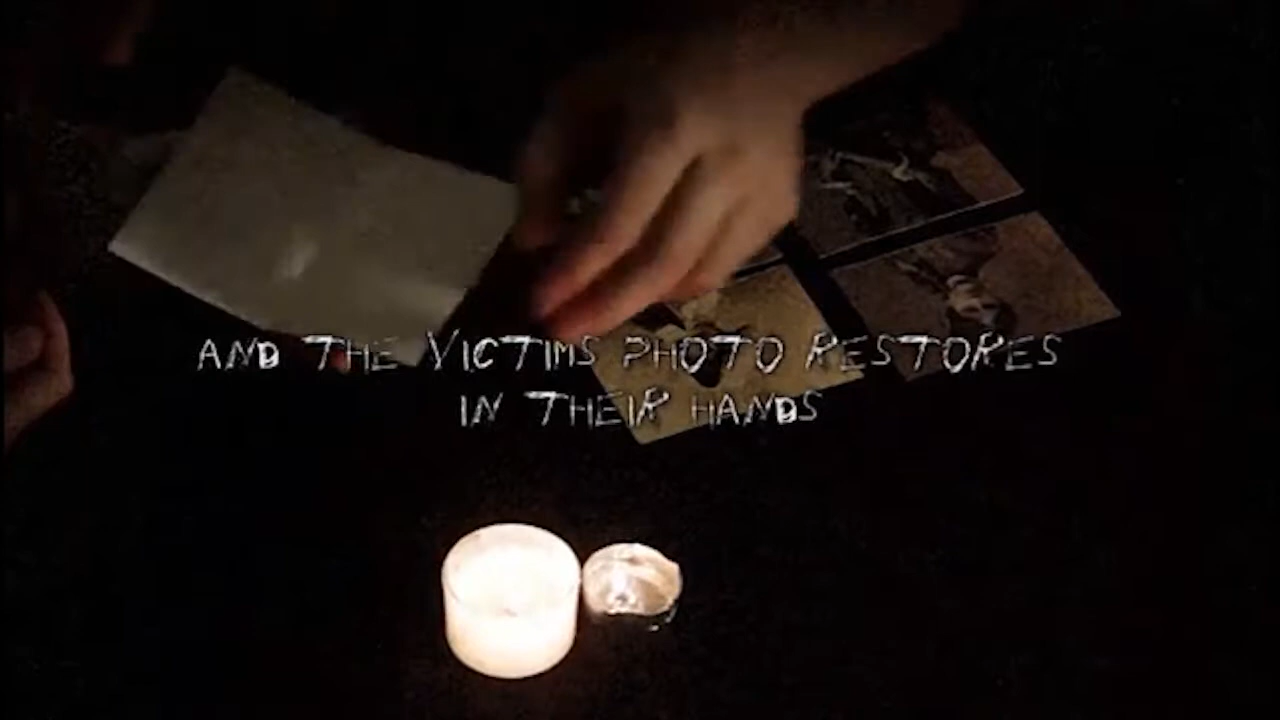 AND THE VICTIMS PHOTO RESTORES
IN THEIR HANDS